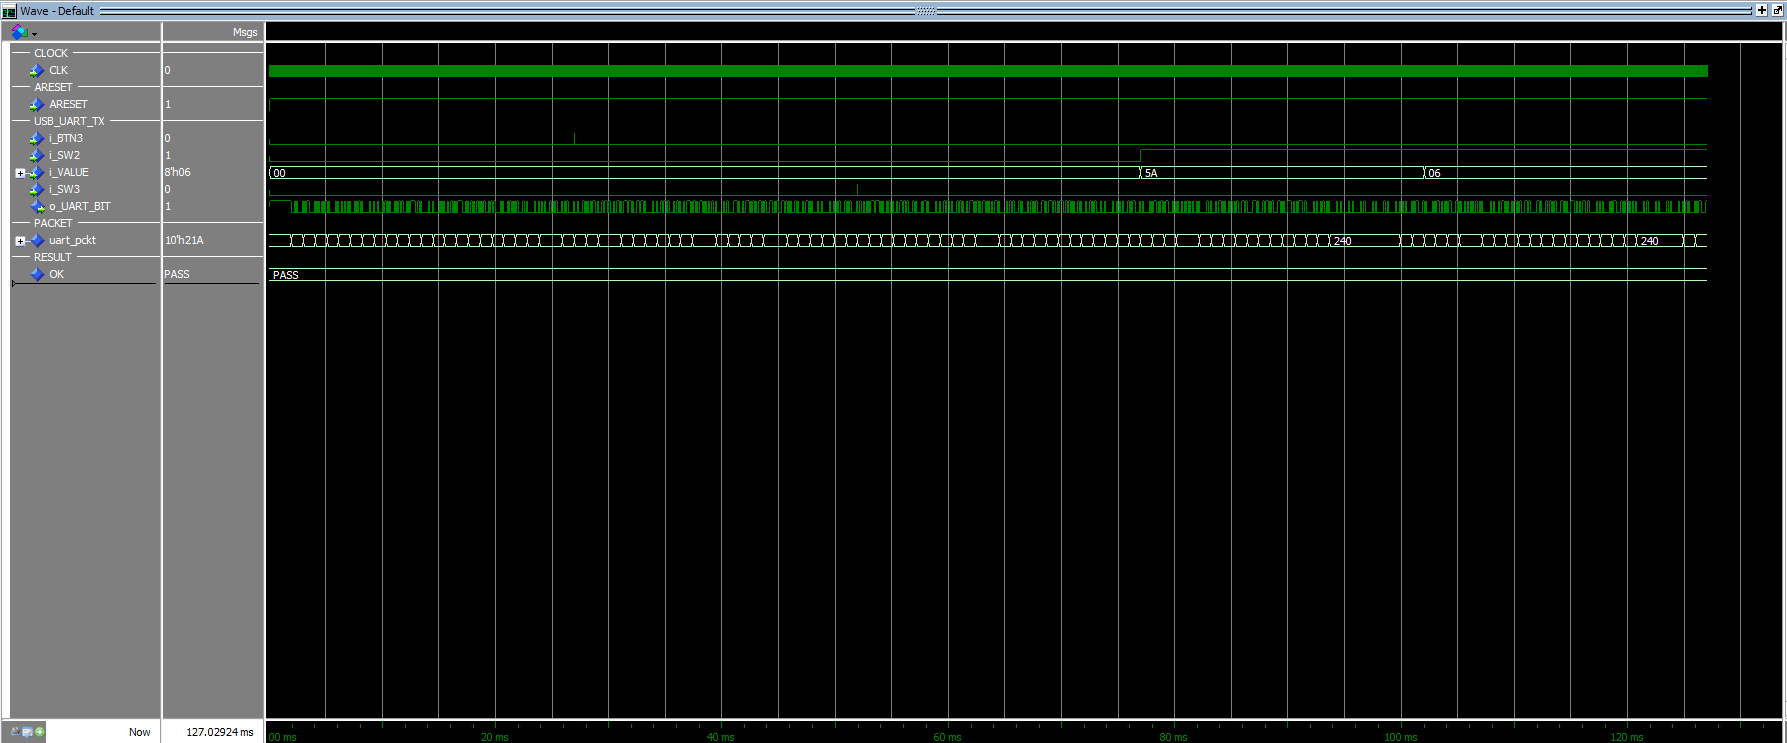 Wave - Default
Msgs
CLOCK
CLK 0
ARESET
ARESET 1
USB_UART_TX
i_BTN3 0
i_SW2 1
i_VALUE 8'h06 00 5A 06
i_SW3 0
o_UART_BIT 1
PACKET
uart_pckt 10'h21A 240 240
RESULT
OK PASS PASS
Now 127.02924 ms 00 ms 20 ms 40 ms 60 ms 80 ms 100 ms 120 ms